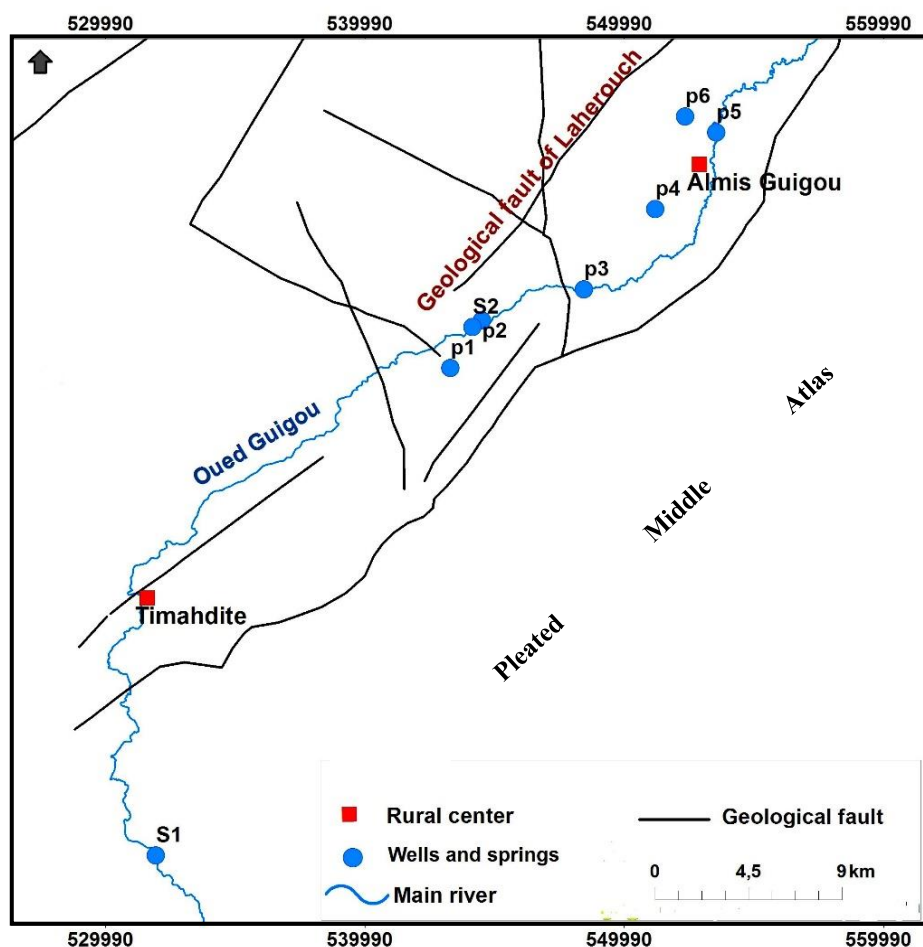 529990 539990 549990 559990
Geological fault of Laherouch
p6
p5
Almis Guigou
p4
p3
S2
p2
p1
Atlas
Oued Guigou
Middle
Timahdite
Pleated
S1
Rural center
Geological fault
Wells and springs
0 4,5 9 km
Main river
529990 539990 549990 559990